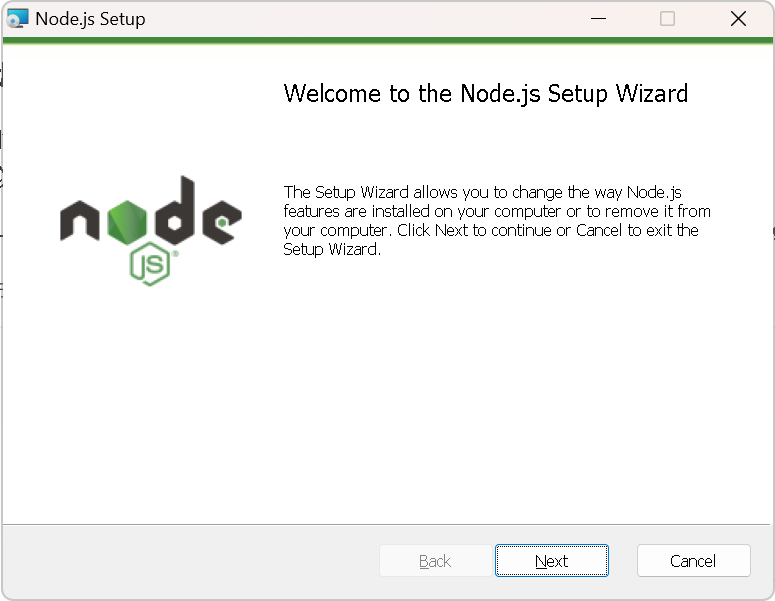 Node.js Setup
Welcome to the Node.js Setup Wizard
The Setup Wizard allows you to change the way Node.js
features are installed on your computer or to remove it from
your computer. Click Next to continue or Cancel to exit the
Setup Wizard.
node
JS®
Back
Next
Cancel